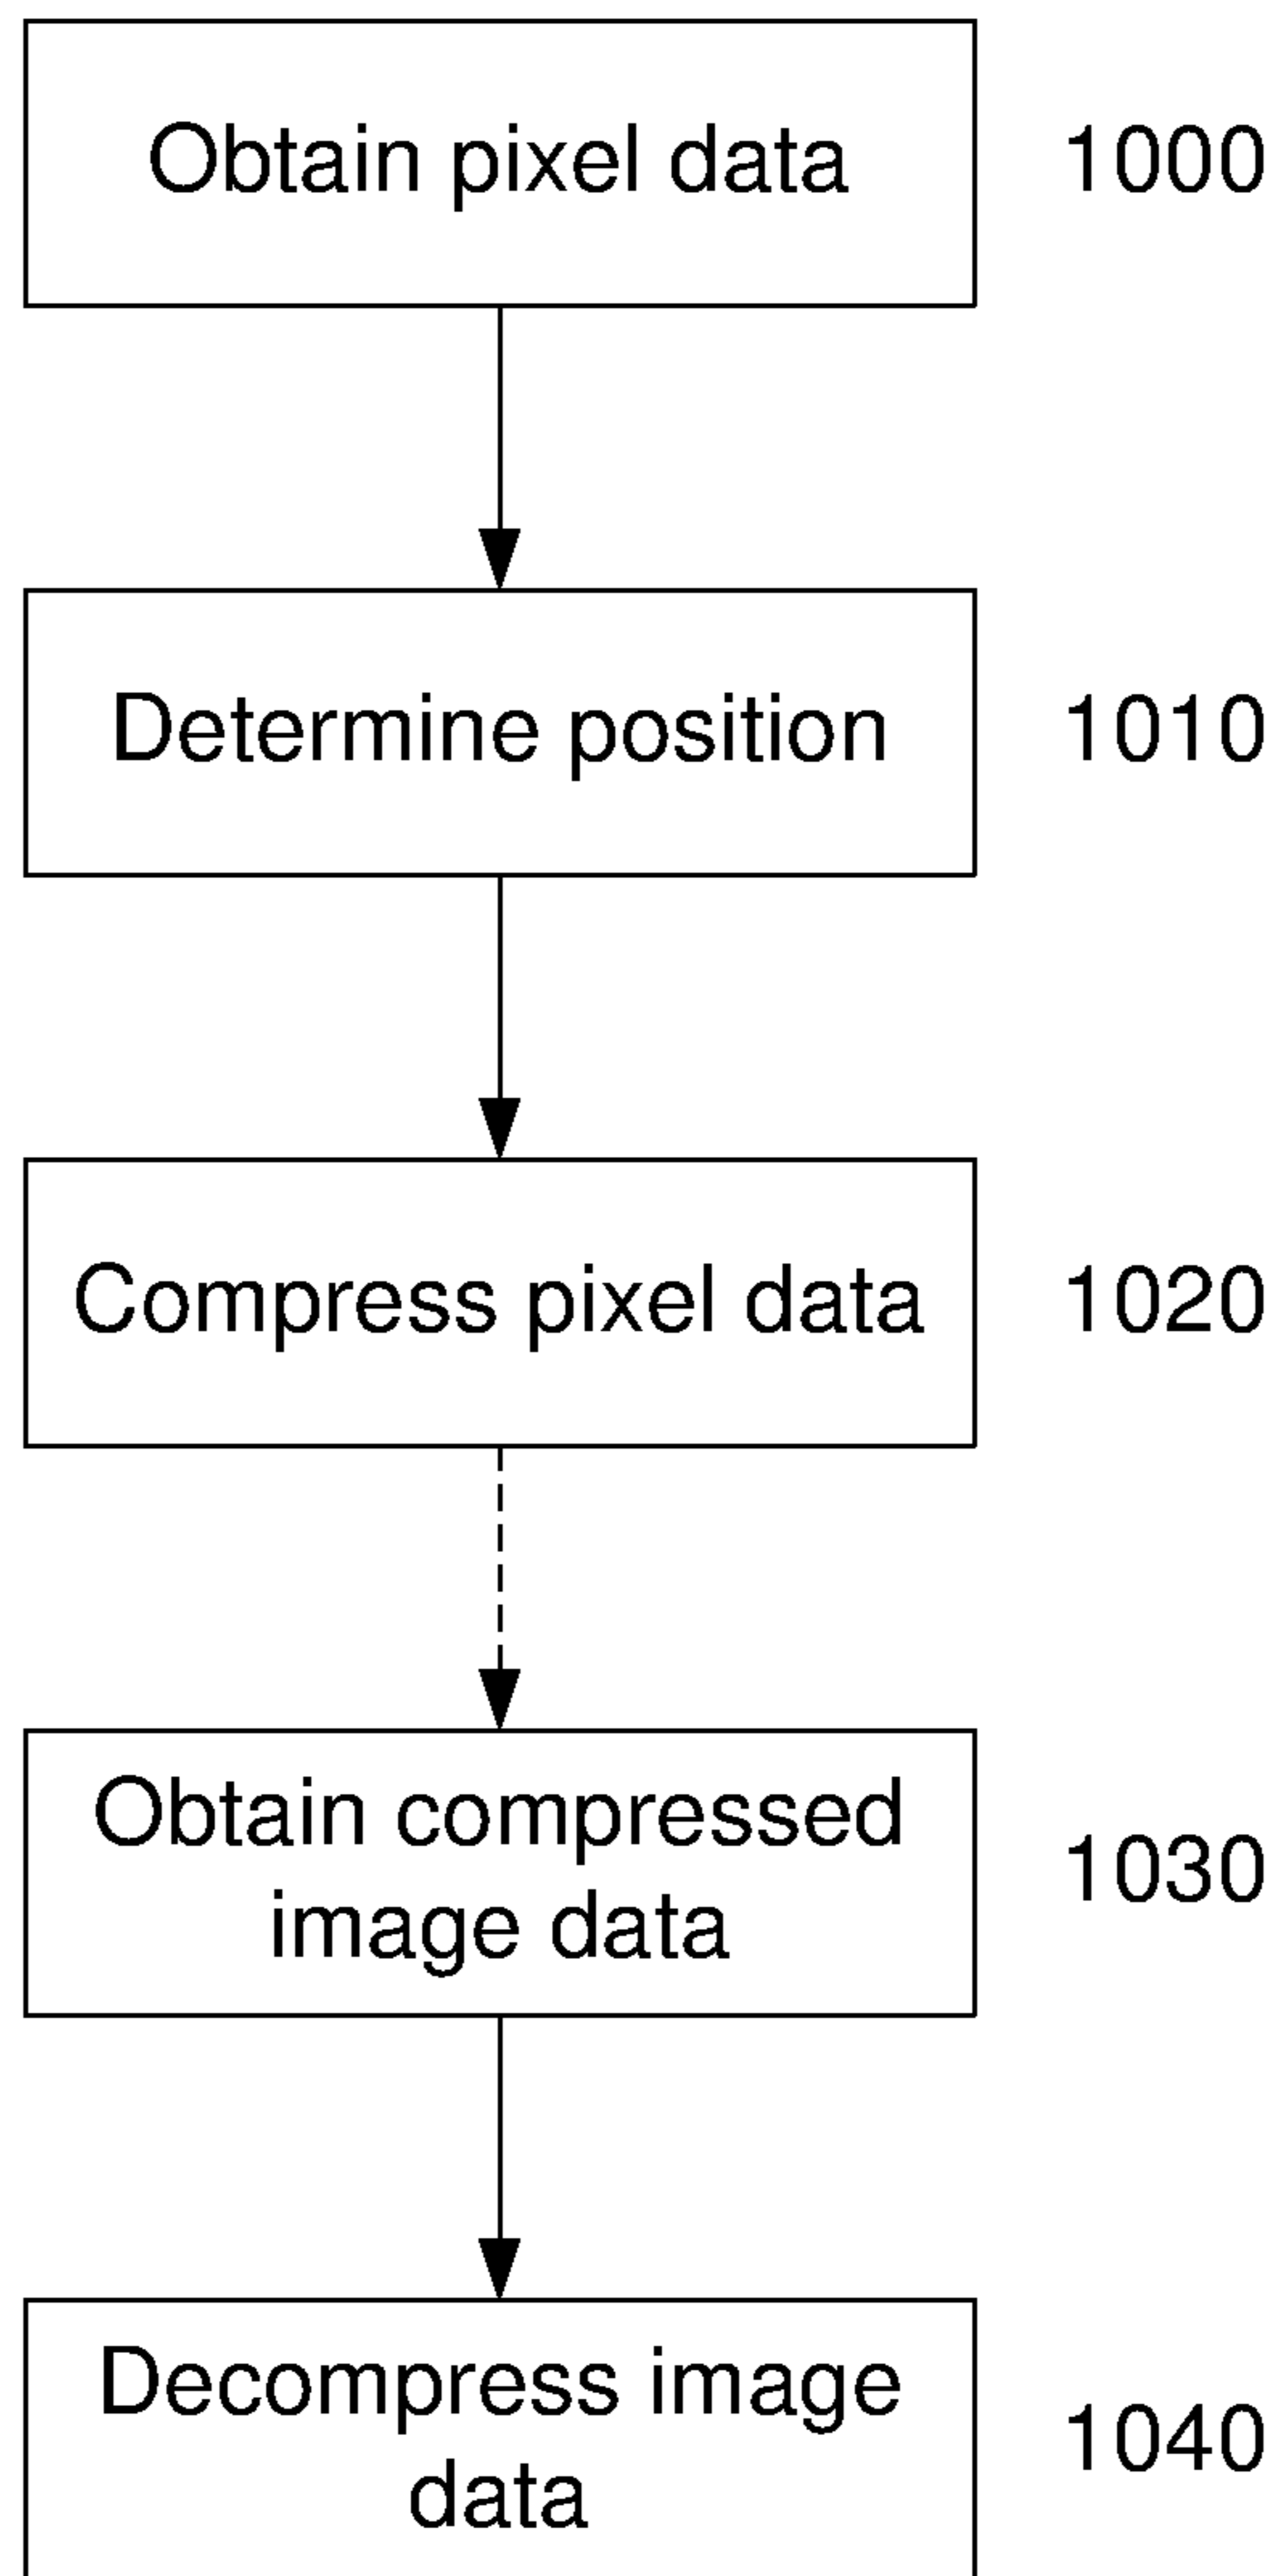 Obtain pixel data 1000
Determine position 1010
Compress pixel data 1020
Obtain compressed
image data 1030
Decompress image
data 1040